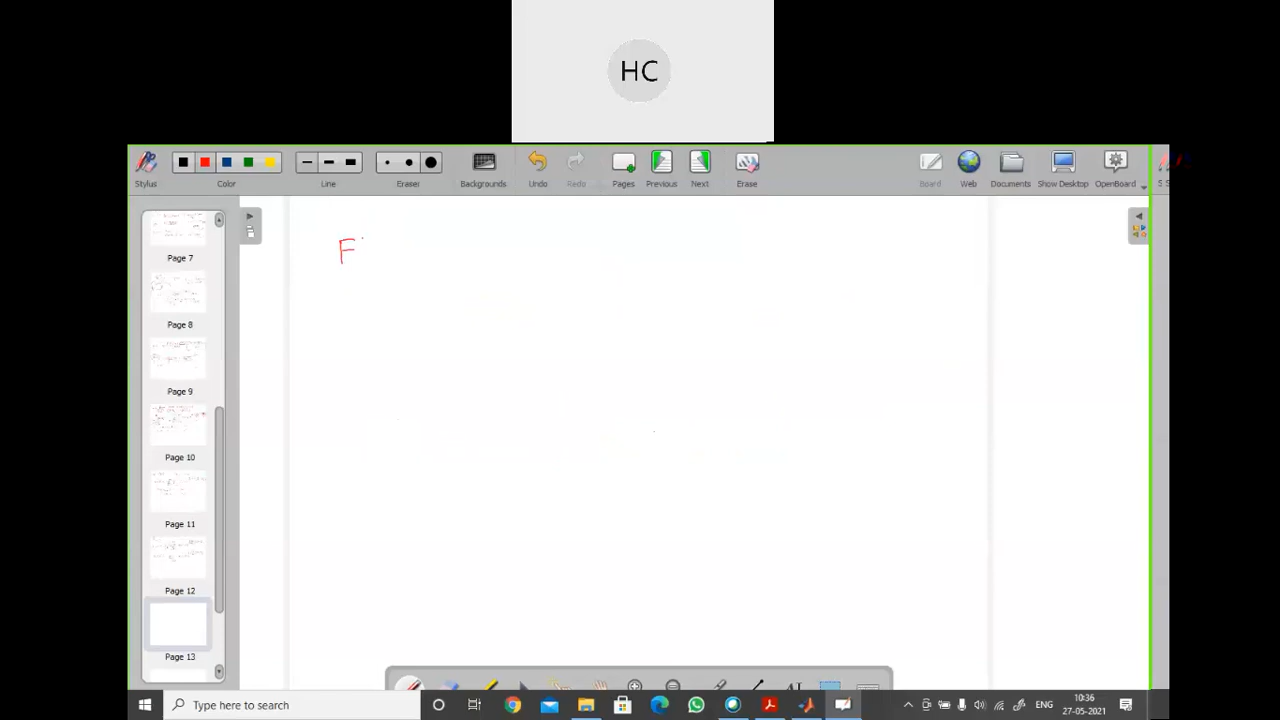 HC
Stylus
Color
Line
Eraser
Backgrounds
Undo
Redo
Pages
Previous
Next
Erase
Board
Web
Documents
Show Desktop
OpenBoard
F
Page 7
Page 8
Page 9
Page 10
Page 11
Page 12
Page 13
Type here to search
ENG
10:36
27-05-2021